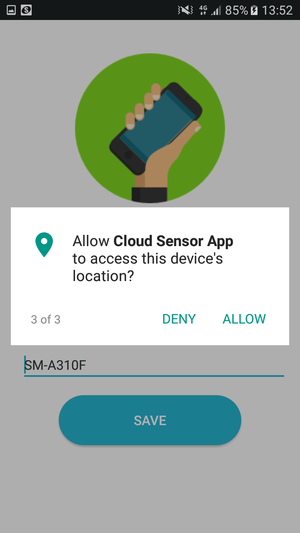 4G 85% 13:52
Allow Cloud Sensor App
to access this device's
location?
3 of 3 DENY ALLOW
SM-A310F
SAVE